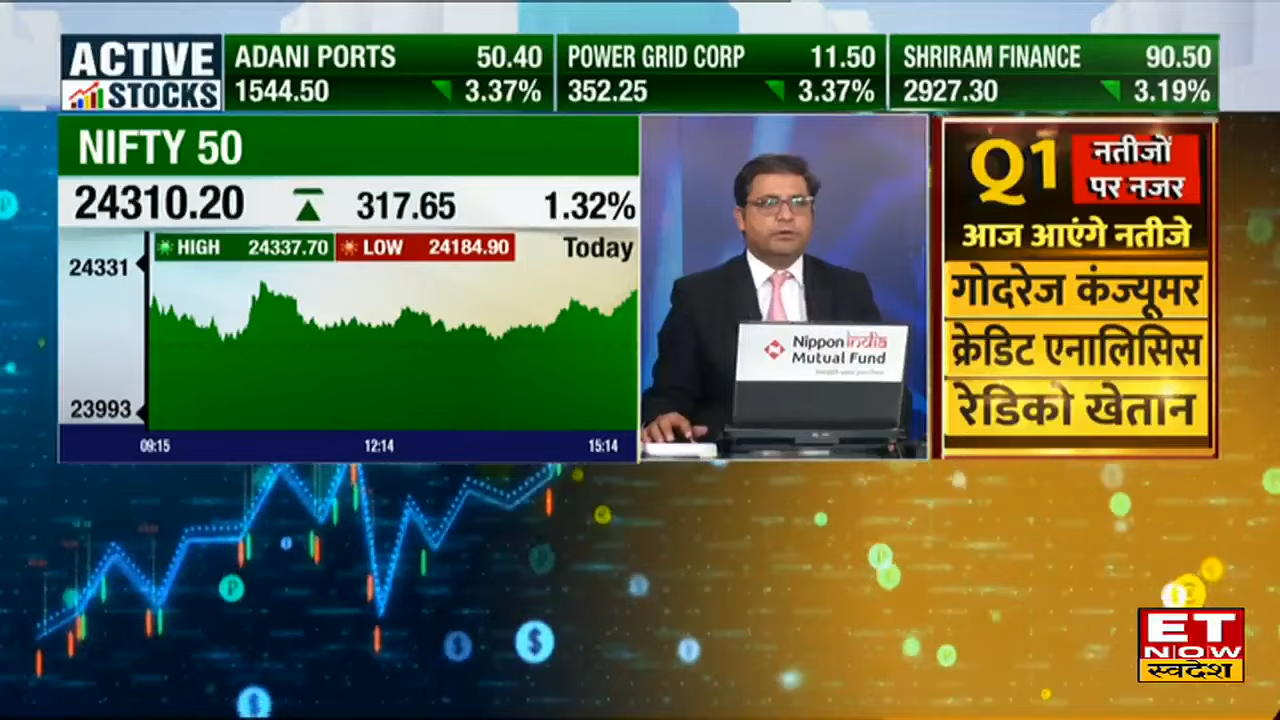 ACTIVE STOCKS
ADANI PORTS 50.40
1544.50 3.37%
POWER GRID CORP 11.50
352.25 3.37%
SHRIRAM FINANCE 90.50
2927.30 3.19%
NIFTY 50
24310.20 317.65 1.32%
HIGH 24337.70 LOW 24184.90 Today
24331
23993
09:15 12:14 15:14
Nippon india
Mutual Fund
Q1
नतीजों
पर नजर
आज आएंगे नतीजे
गोदरेज कंज्यूमर
क्रेडिट एनालिसिस
रेडिको खेतान
ET
NOW
स्वदेश